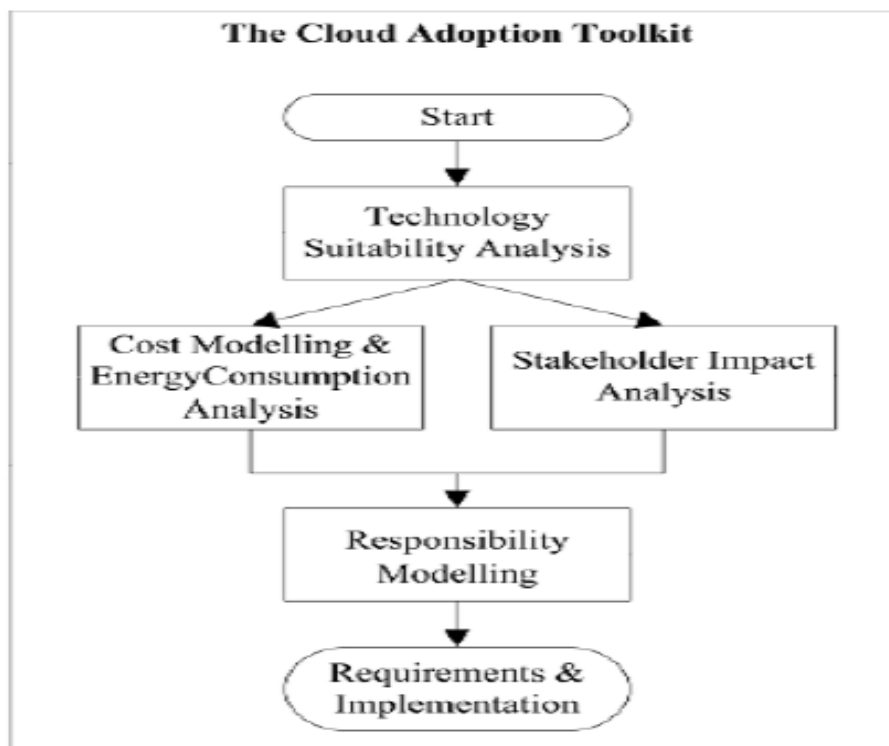 The Cloud Adoption Toolkit
Start
Technology
Suitability Analysis
Cost Modelling &
EnergyConsumption
Analysis
Stakeholder Impact
Analysis
Responsibility
Modelling
Requirements &
Implementation